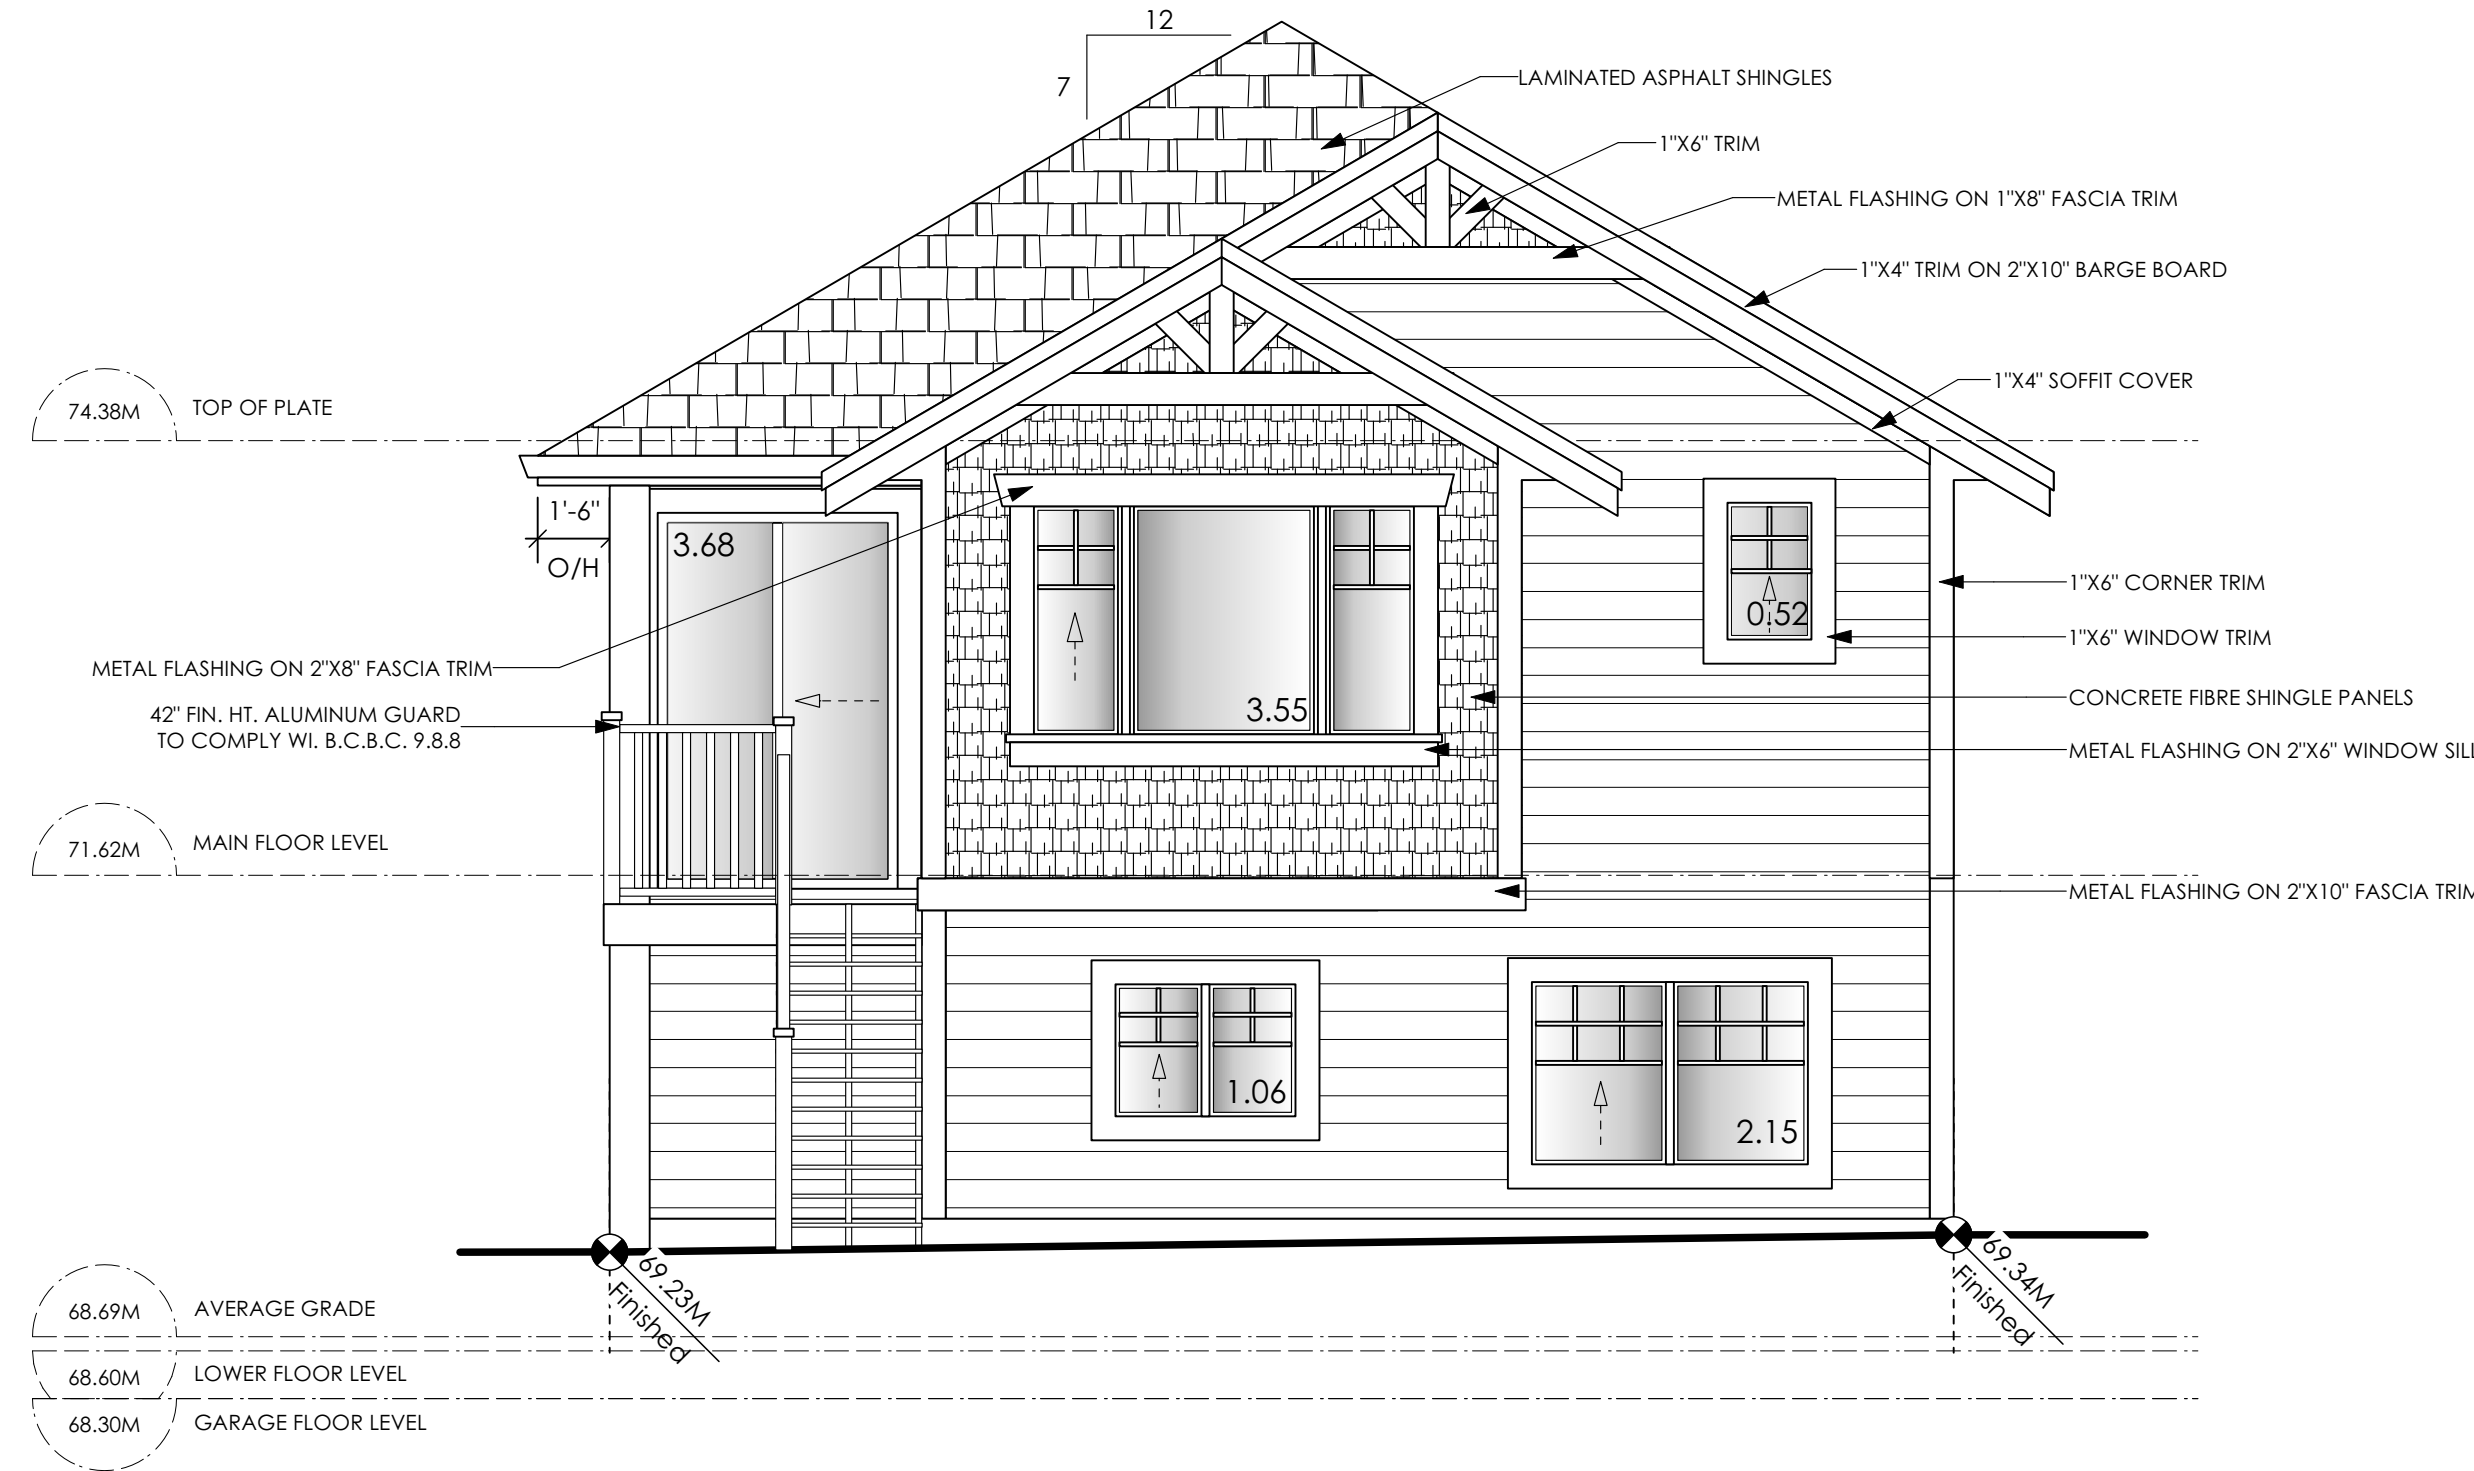 12
7
LAMINATED ASPHALT SHINGLES
1"X6" TRIM
METAL FLASHING ON 1"X8" FASCIA TRIM
1"X4" TRIM ON 2"X10" BARGE BOARD
1"X4" SOFFIT COVER
74.38M
TOP OF PLATE
1'-6"
O/H
3.68
0.52
1"X6" CORNER TRIM
1"X6" WINDOW TRIM
METAL FLASHING ON 2"X8" FASCIA TRIM
3.55
CONCRETE FIBRE SHINGLE PANELS
42" FIN. HT. ALUMINUM GUARD
TO COMPLY WI. B.C.B.C. 9.8.8
METAL FLASHING ON 2"X6" WINDOW SILL
71.62M
MAIN FLOOR LEVEL
METAL FLASHING ON 2"X10" FASCIA TRIM
1.06
2.15
69.23M
Finished
69.34M
Finished
68.69M
AVERAGE GRADE
68.60M
LOWER FLOOR LEVEL
68.30M
GARAGE FLOOR LEVEL